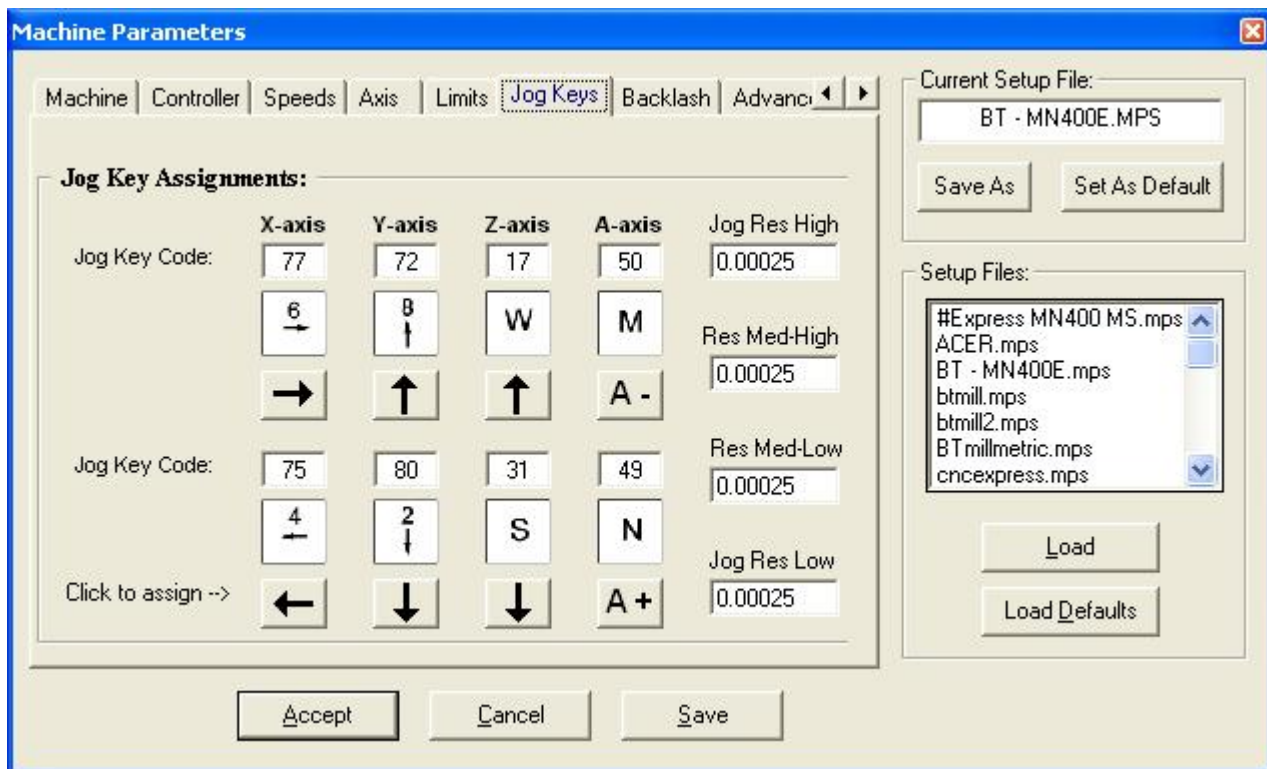 Machine Parameters
Machine Controller Speeds Axis Limits Jog Keys Backlash Advanc
Jog Key Assignments:
X-axis Y-axis Z-axis A-axis Jog Res High
Jog Key Code: 77 72 17 50 0.00025
6 8 W M
Res Med-High
0.00025
A -
Res Med-Low
Jog Key Code: 75 80 31 49
0.00025
4 2 S N
Jog Res Low
Click to assign --> A + 0.00025
Accept Cancel Save
Current Setup File:
BT - MN400E.MPS
Save As Set As Default
Setup Files:
#Express MN400 MS.mps
ACER.mps
BT - MN400E.mps
btmill.mps
btmill2.mps
BTmillmetric.mps
cncexpress.mps
Load
Load Defaults